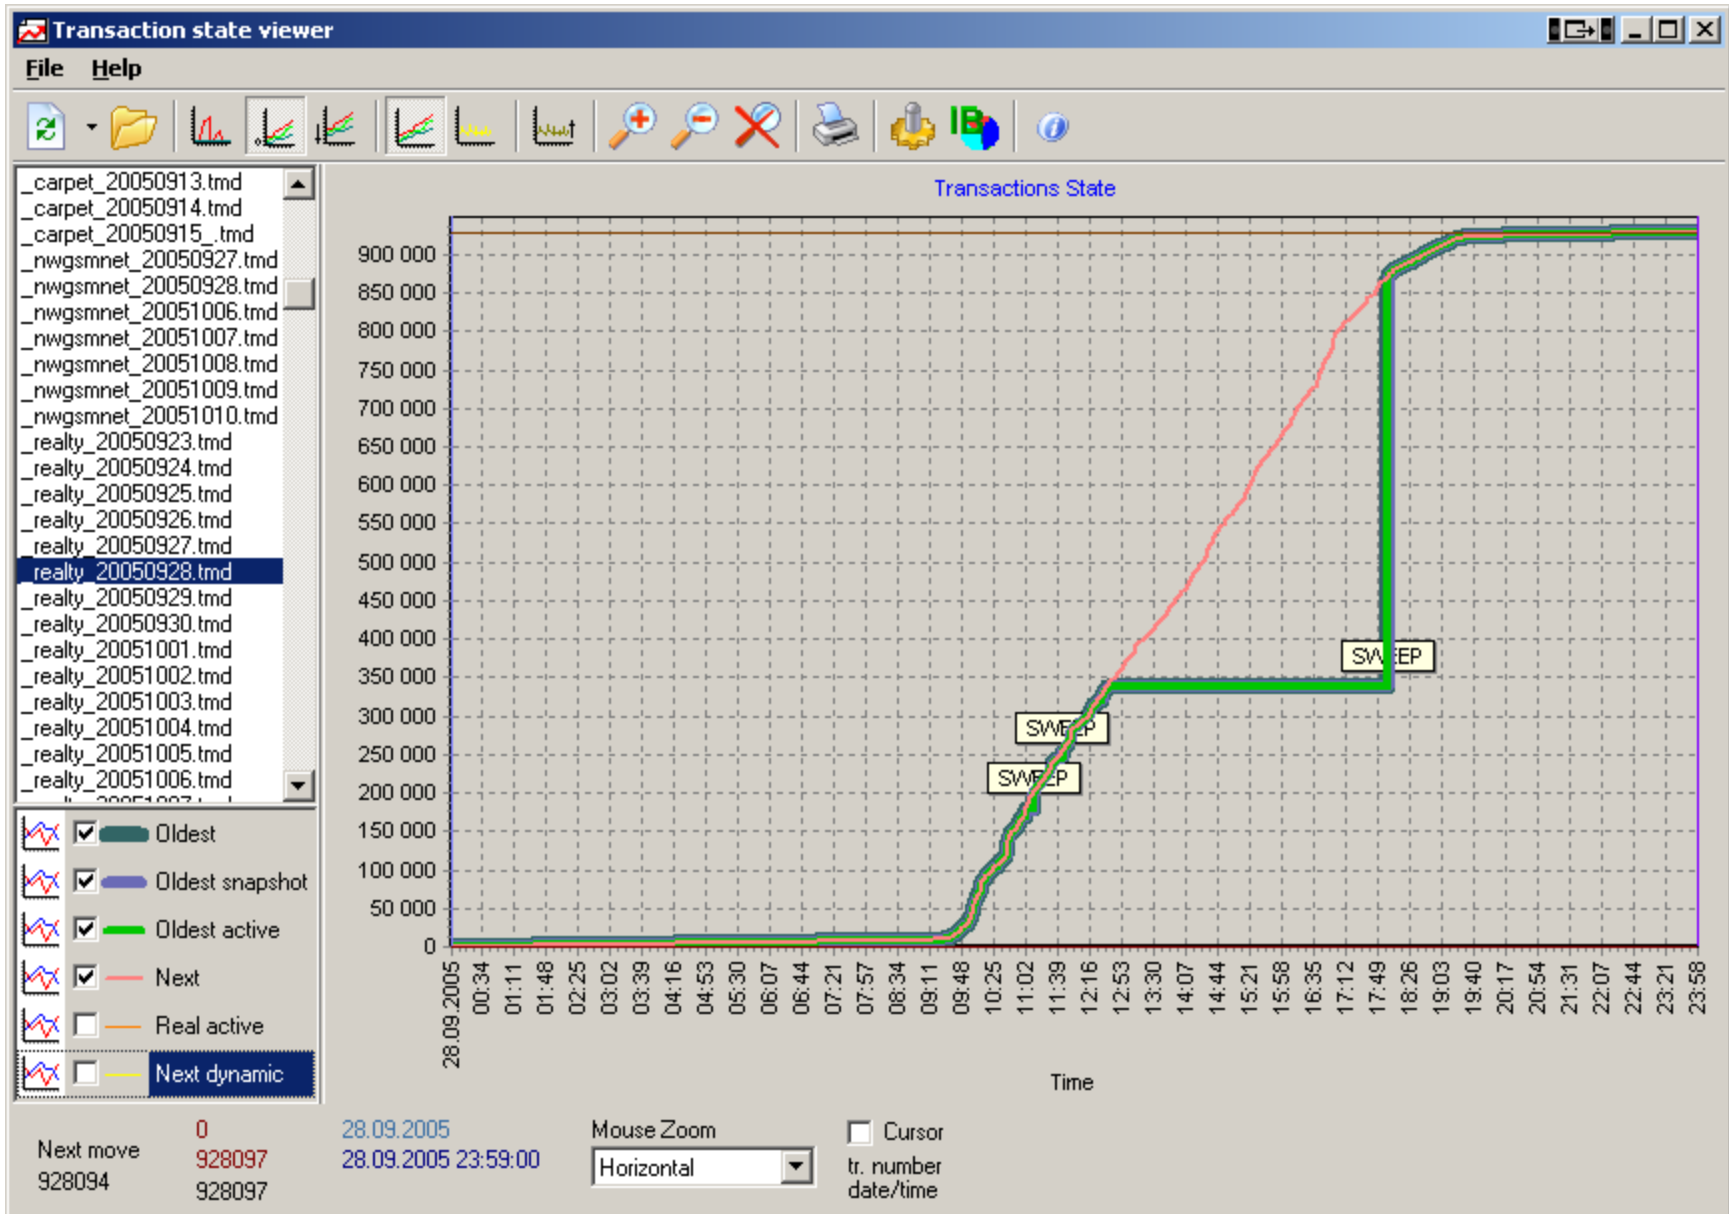 Transaction state viewer
File Help
IB
_carpet_20050913.tmd
_carpet_20050914.tmd
_carpet_20050915_.tmd
_nwgsmnet_20050927.tmd
_nwgsmnet_20050928.tmd
_nwgsmnet_20051006.tmd
_nwgsmnet_20051007.tmd
_nwgsmnet_20051008.tmd
_nwgsmnet_20051009.tmd
_nwgsmnet_20051010.tmd
_realty_20050923.tmd
_realty_20050924.tmd
_realty_20050925.tmd
_realty_20050926.tmd
_realty_20050927.tmd
_realty_20050928.tmd
_realty_20050929.tmd
_realty_20050930.tmd
_realty_20051001.tmd
_realty_20051002.tmd
_realty_20051003.tmd
_realty_20051004.tmd
_realty_20051005.tmd
_realty_20051006.tmd
Oldest
Oldest snapshot
Oldest active
Next
Real active
Next dynamic
Transactions State
900 000
850 000
800 000
750 000
700 000
650 000
600 000
550 000
500 000
450 000
400 000
350 000
300 000
250 000
200 000
150 000
100 000
50 000
0
SWEEP
SWEEP
SWEEP
28.09.2005
00:34
01:11
01:48
02:25
03:02
03:39
04:16
04:53
05:30
06:07
06:44
07:21
07:57
08:34
09:11
09:48
10:25
11:02
11:39
12:16
12:53
13:30
14:07
14:44
15:21
15:58
16:35
17:12
17:49
18:26
19:03
19:40
20:17
20:54
21:31
22:07
22:44
23:21
23:58
Time
Next move
928094
0
928097
928097
28.09.2005
28.09.2005 23:59:00
Mouse Zoom
Horizontal
Cursor
tr. number
date/time